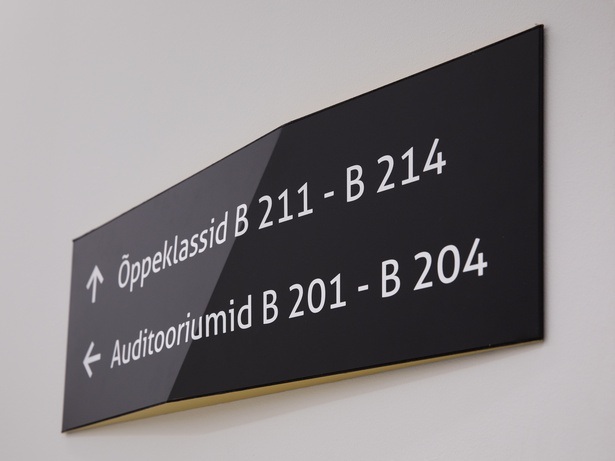 ↑ Õppeklassid B 211 - B 214
← Auditooriumid B 201 - B 204